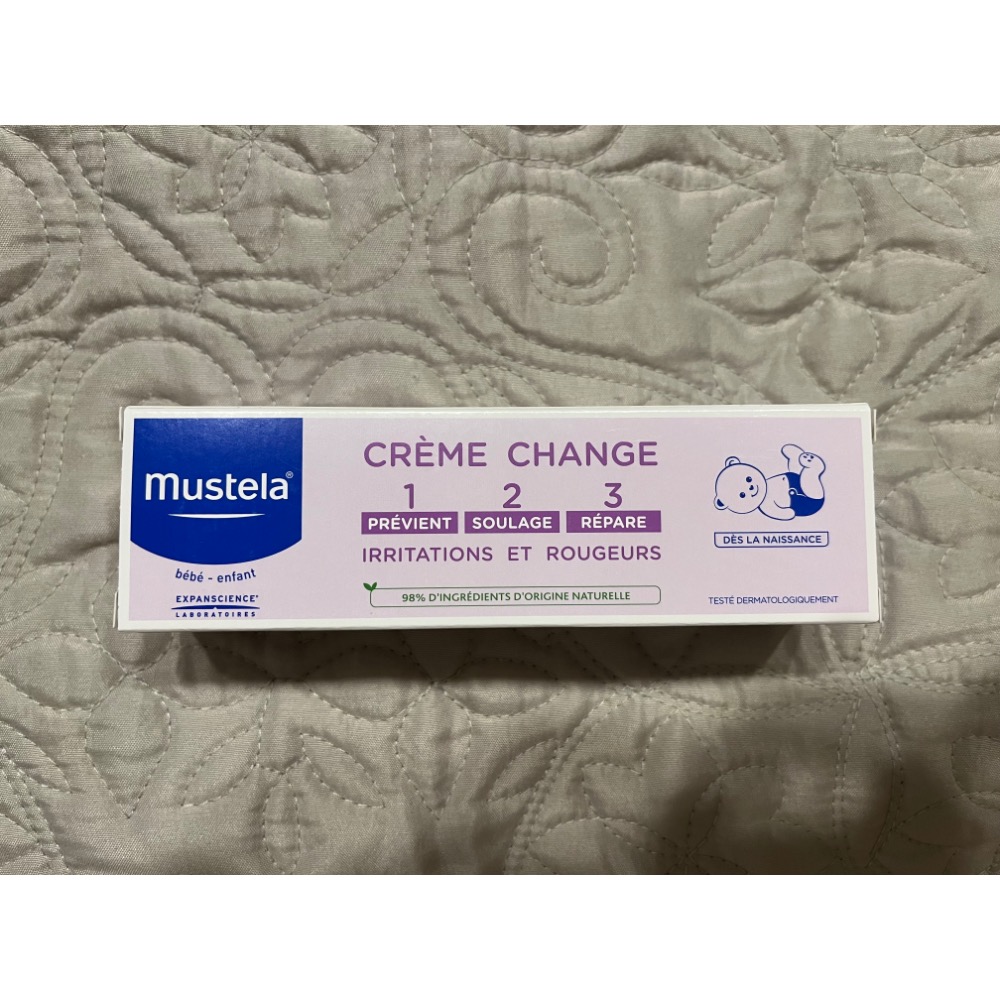 mustela®
bébé - enfant
EXPANSCIENCE®
LABORATOIRES
CRÈME CHANGE
1 2 3
PRÉVIENT SOULAGE RÉPARE
IRRITATIONS ET ROUGEURS
98% D'INGRÉDIENTS D'ORIGINE NATURELLE
DÈS LA NAISSANCE
TESTÉ DERMATOLOGIQUEMENT